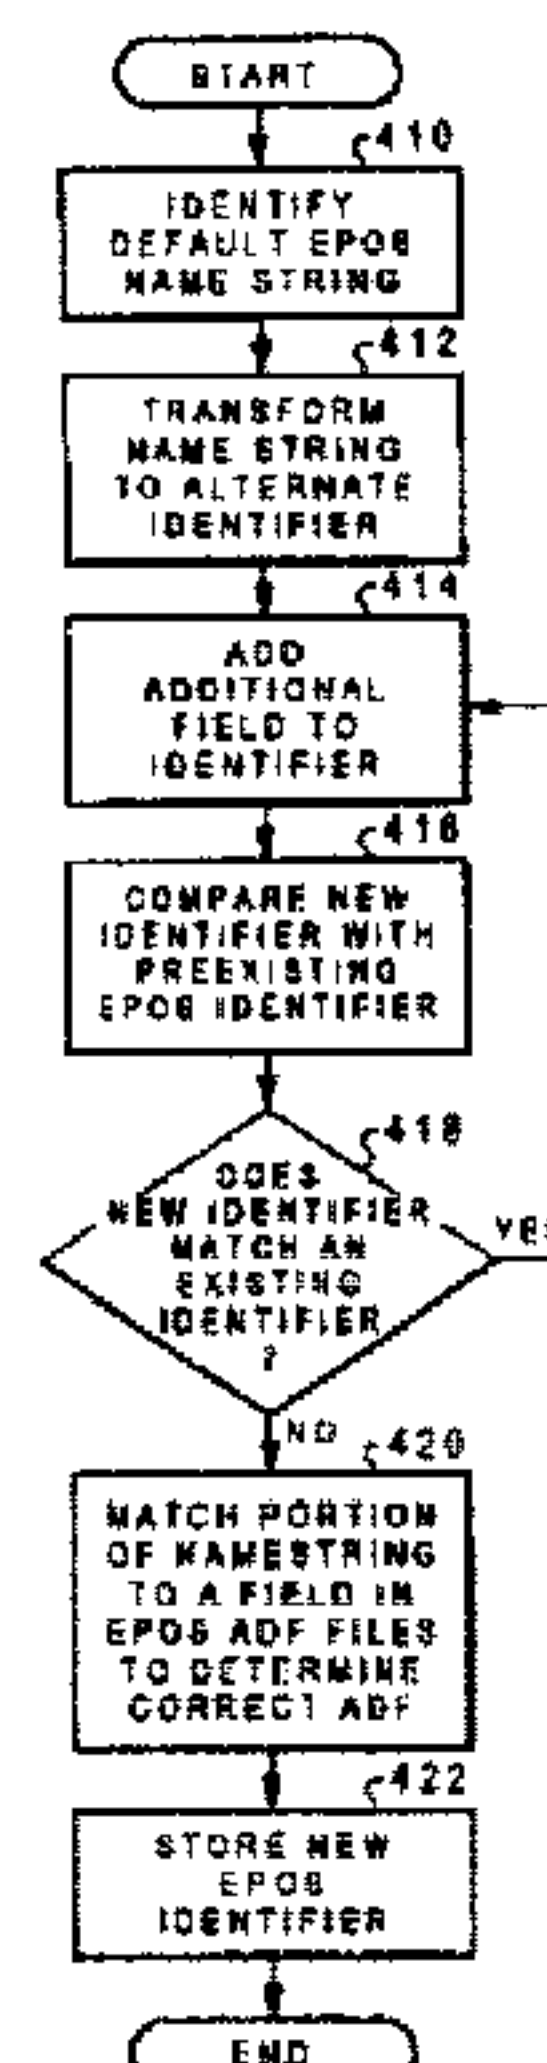 START
410
IDENTIFY
DEFAULT EPOS
NAME STRING
412
TRANSFORM
NAME STRING
TO ALTERNATE
IDENTIFIER
414
ADD
ADDITIONAL
FIELD TO
IDENTIFIER
416
COMPARE NEW
IDENTIFIER WITH
PREEXISTING
EPOS IDENTIFIER
418
DOES
NEW IDENTIFIER
MATCH AN
EXISTING
IDENTIFIER
?
YES
NO
420
MATCH PORTION
OF NAMESTRING
TO A FIELD IN
EPOS ADF FILES
TO DETERMINE
CORRECT ADF
422
STORE NEW
EPOS
IDENTIFIER
END